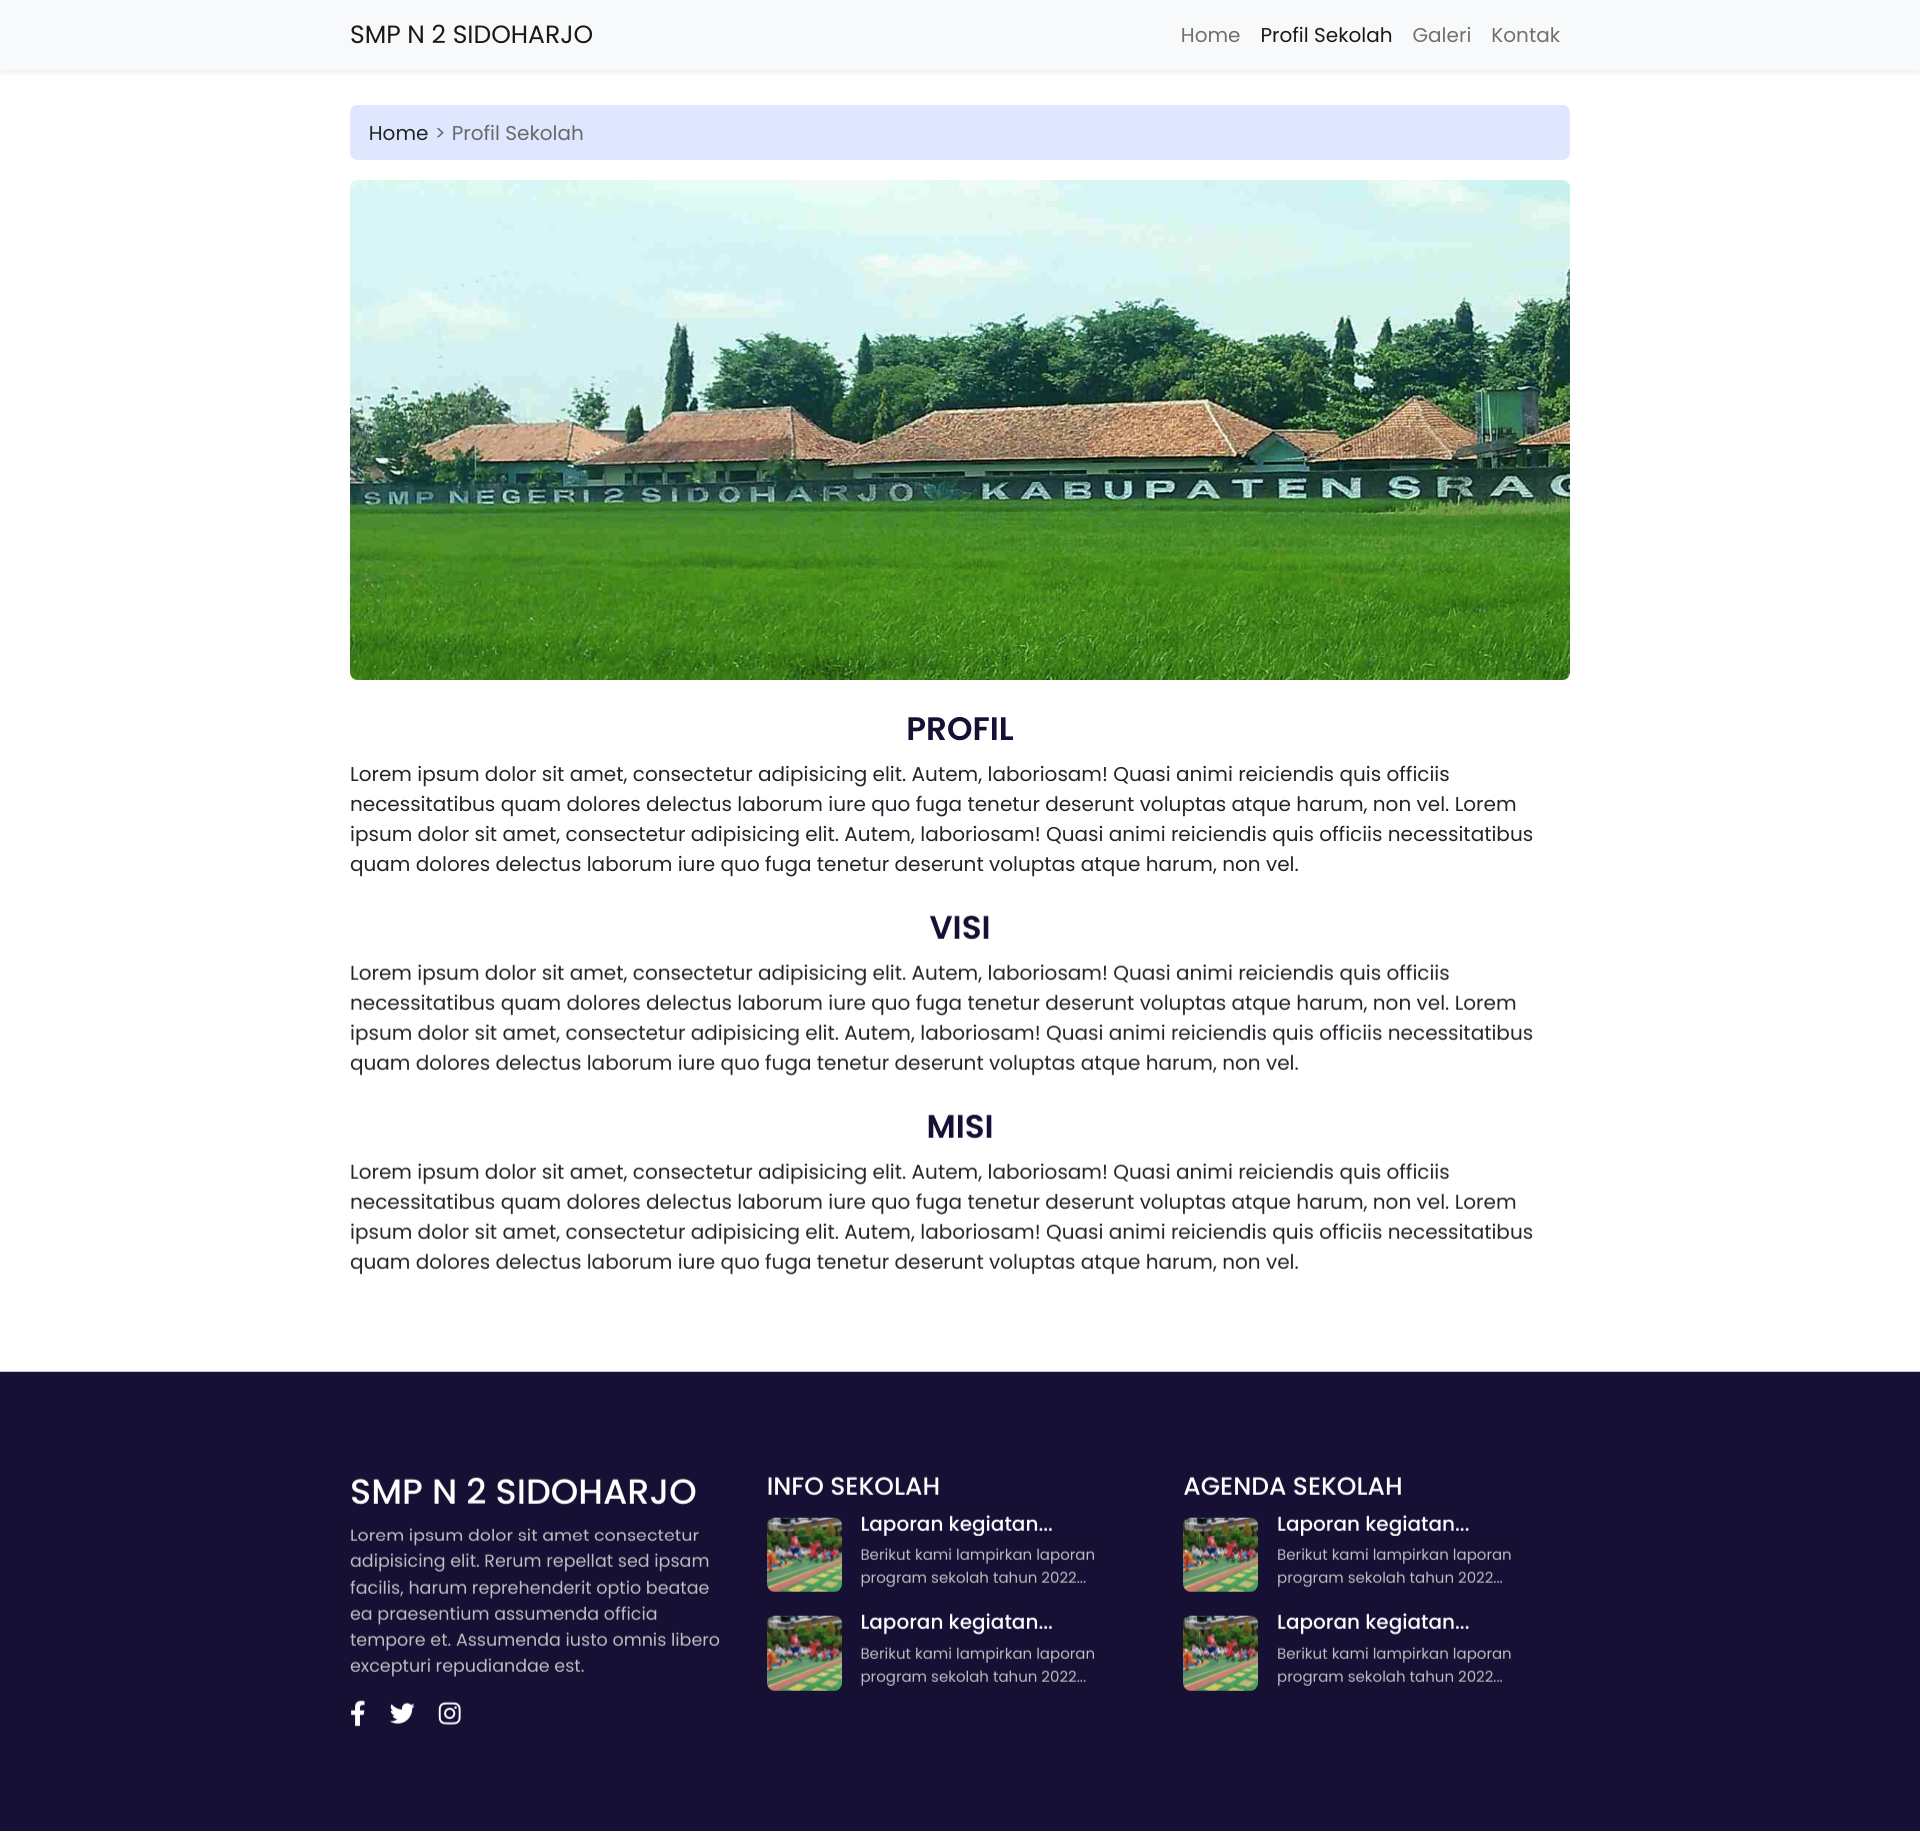 SMP N 2 SIDOHARJO
Home Profil Sekolah Galeri Kontak
Home > Profil Sekolah
SMP NEGERI 2 SIDOHARJO KABUPATEN SRAG
PROFIL
Lorem ipsum dolor sit amet, consectetur adipisicing elit. Autem, laboriosam! Quasi animi reiciendis quis officiis
necessitatibus quam dolores delectus laborum iure quo fuga tenetur deserunt voluptas atque harum, non vel. Lorem
ipsum dolor sit amet, consectetur adipisicing elit. Autem, laboriosam! Quasi animi reiciendis quis officiis necessitatibus
quam dolores delectus laborum iure quo fuga tenetur deserunt voluptas atque harum, non vel.
VISI
Lorem ipsum dolor sit amet, consectetur adipisicing elit. Autem, laboriosam! Quasi animi reiciendis quis officiis
necessitatibus quam dolores delectus laborum iure quo fuga tenetur deserunt voluptas atque harum, non vel. Lorem
ipsum dolor sit amet, consectetur adipisicing elit. Autem, laboriosam! Quasi animi reiciendis quis officiis necessitatibus
quam dolores delectus laborum iure quo fuga tenetur deserunt voluptas atque harum, non vel.
MISI
Lorem ipsum dolor sit amet, consectetur adipisicing elit. Autem, laboriosam! Quasi animi reiciendis quis officiis
necessitatibus quam dolores delectus laborum iure quo fuga tenetur deserunt voluptas atque harum, non vel. Lorem
ipsum dolor sit amet, consectetur adipisicing elit. Autem, laboriosam! Quasi animi reiciendis quis officiis necessitatibus
quam dolores delectus laborum iure quo fuga tenetur deserunt voluptas atque harum, non vel.
SMP N 2 SIDOHARJO
Lorem ipsum dolor sit amet consectetur
adipisicing elit. Rerum repellat sed ipsam
facilis, harum reprehenderit optio beatae
ea praesentium assumenda officia
tempore et. Assumenda iusto omnis libero
excepturi repudiandae est.
INFO SEKOLAH
Laporan kegiatan...
Berikut kami lampirkan laporan
program sekolah tahun 2022...
Laporan kegiatan...
Berikut kami lampirkan laporan
program sekolah tahun 2022...
AGENDA SEKOLAH
Laporan kegiatan...
Berikut kami lampirkan laporan
program sekolah tahun 2022...
Laporan kegiatan...
Berikut kami lampirkan laporan
program sekolah tahun 2022...